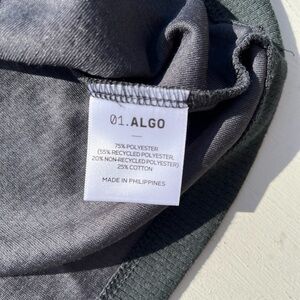 01.ALGO
75% POLYESTER
(55% RECYCLED POLYESTER,
20% NON-RECYCLED POLYESTER)
25% COTTON
MADE IN PHILIPPINES